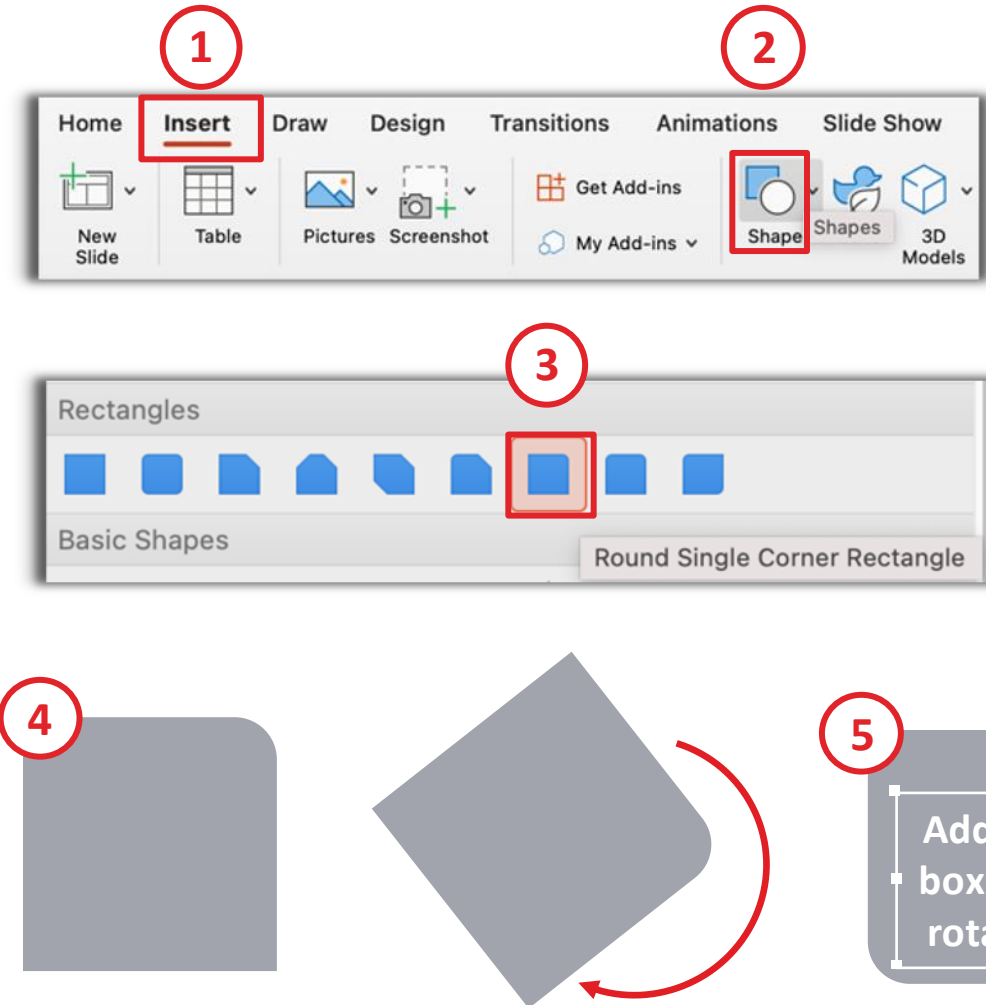 1
2
Home Insert Draw Design Transitions Animations Slide Show
New Slide
Table
Pictures
Screenshot
Get Add-ins
My Add-ins
Shape
Shapes
3D Models
3
Rectangles
Basic Shapes
Round Single Corner Rectangle
4
5
box